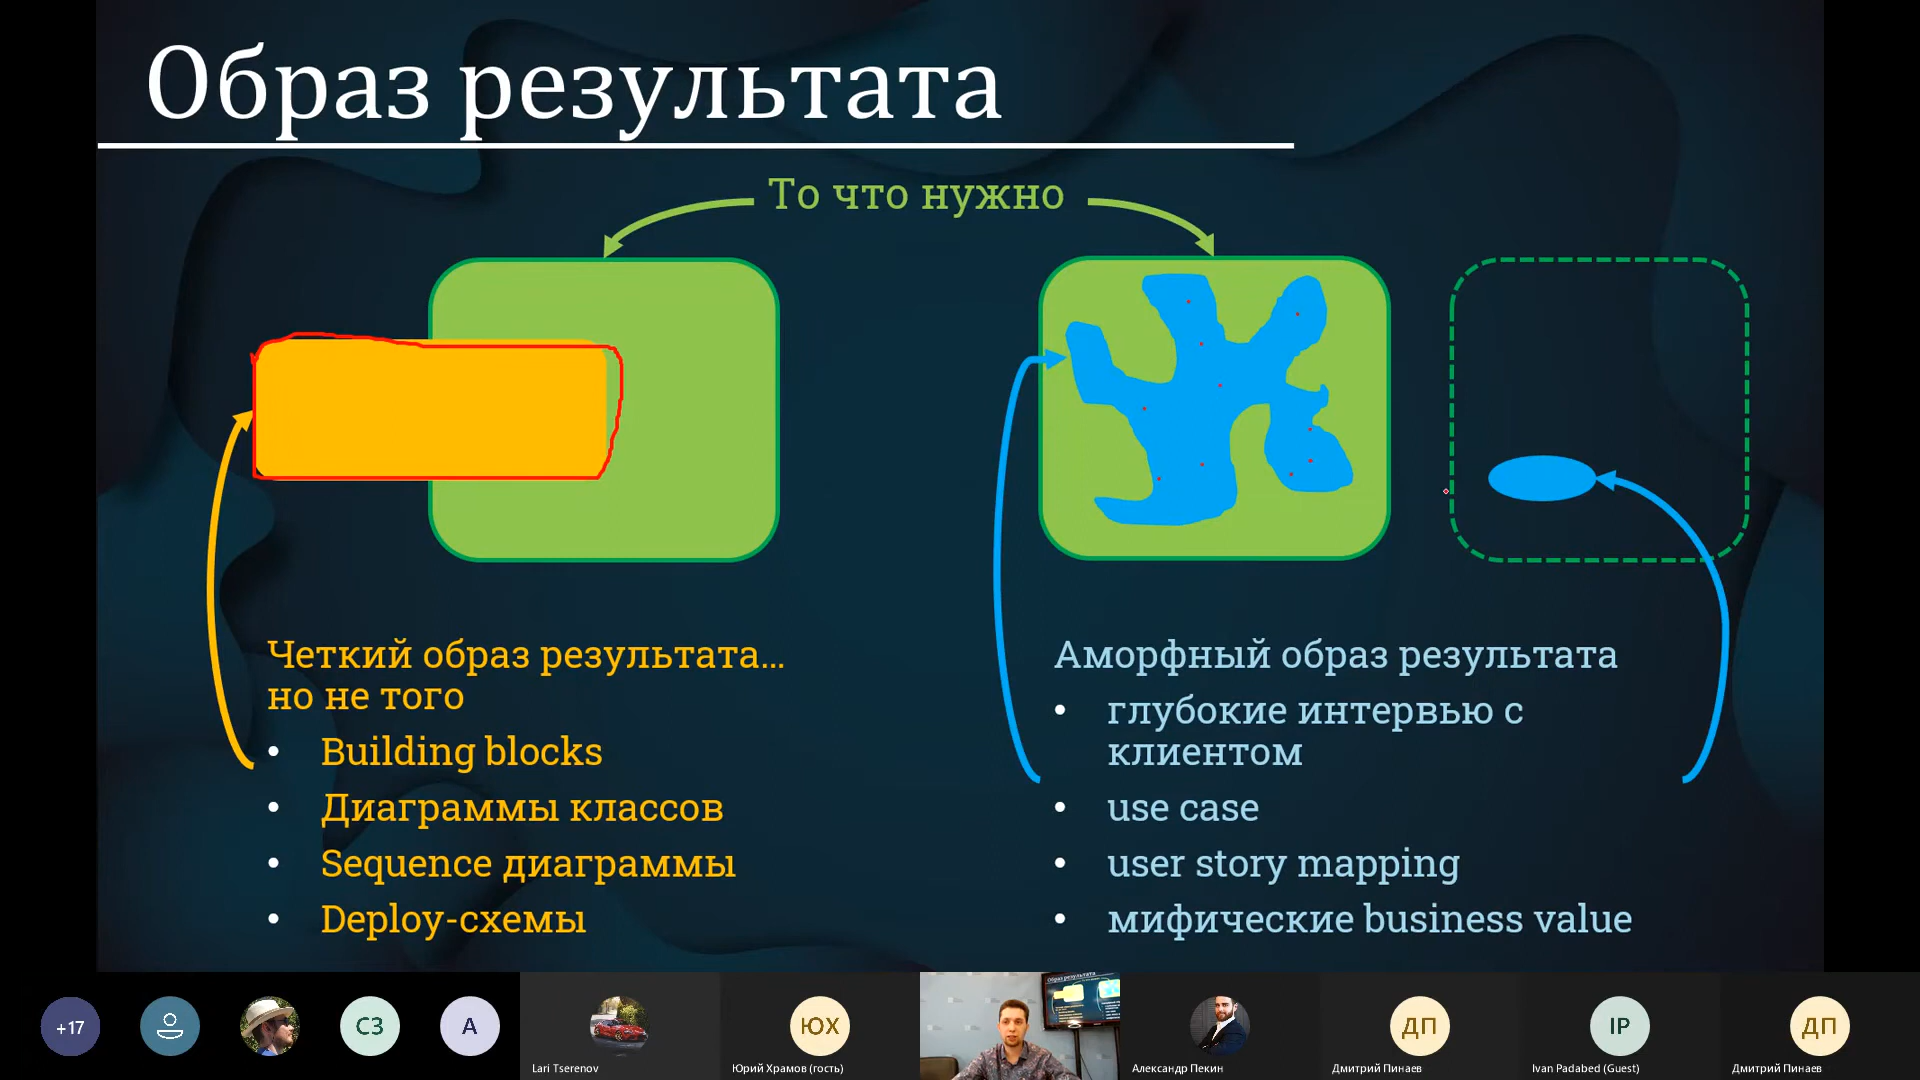 Образ результата
То что нужно
Четкий образ результата...
но не того
• Building blocks
• Диаграммы классов
• Sequence диаграммы
• Deploy-схемы
Аморфный образ результата
• глубокие интервью с
клиентом
• use case
• user story mapping
• мифические business value
+17
СЗ
А
Lari Tserenov
ЮХ
Юрий Храмов (гость)
Образ результата
Александр Пекин
ДП
Дмитрий Пинаев
IP
Ivan Padabed (Guest)
ДП
Дмитрий Пинаев